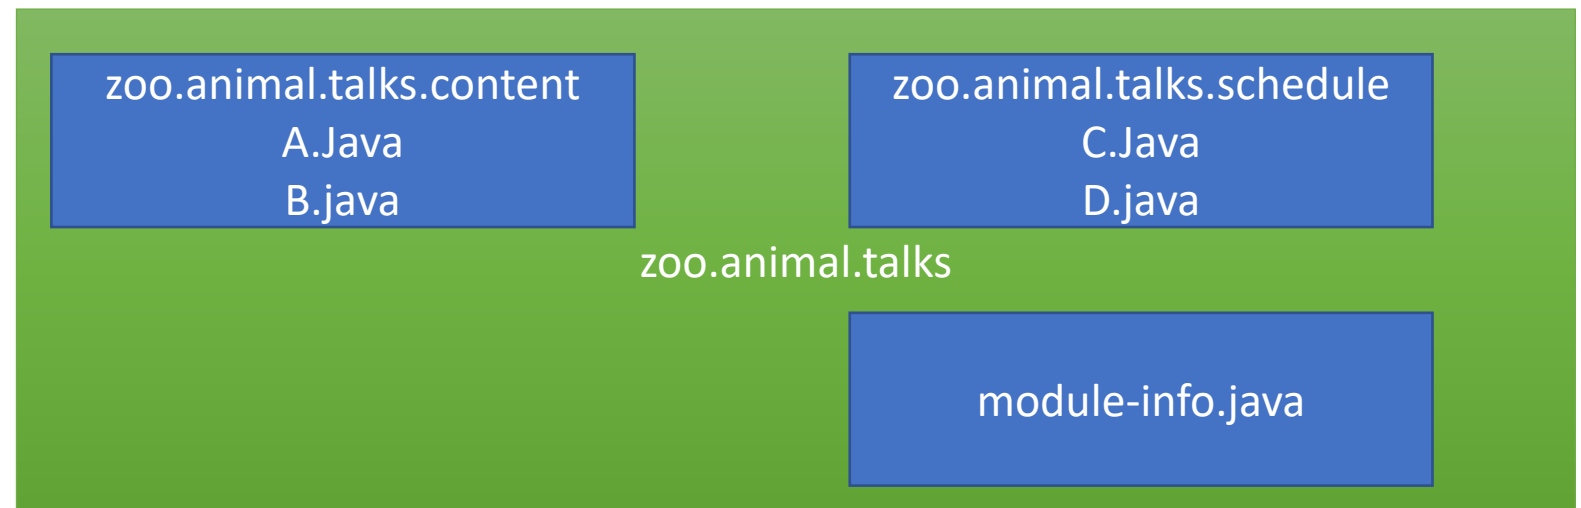 zoo.animal.talks.content
A.Java
B.java
zoo.animal.talks.schedule
C.Java
D.java
zoo.animal.talks
module-info.java